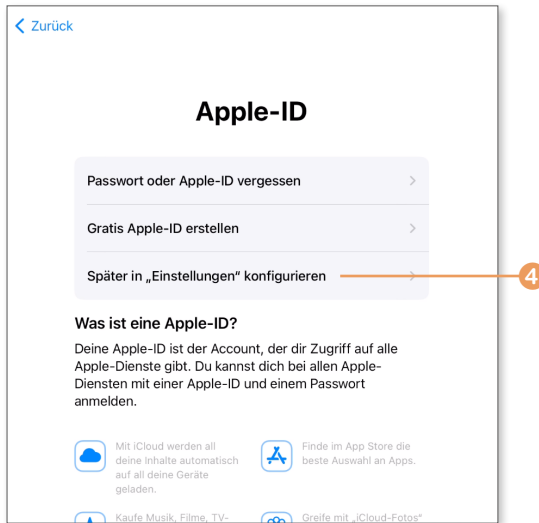 Zurück
Apple-ID
Passwort oder Apple-ID vergessen
Gratis Apple-ID erstellen
Später in „Einstellungen“ konfigurieren
4
Was ist eine Apple-ID?
Deine Apple-ID ist der Account, der dir Zugriff auf alle
Apple-Dienste gibt. Du kannst dich bei allen Apple-
Diensten mit einer Apple-ID und einem Passwort
anmelden.
Mit iCloud werden all
deine Inhalte automatisch
auf all deine Geräte
geladen.
Finde im App Store die
beste Auswahl an Apps.
Kaufe Musik, Filme, TV-
Greife mit „iCloud-Fotos“